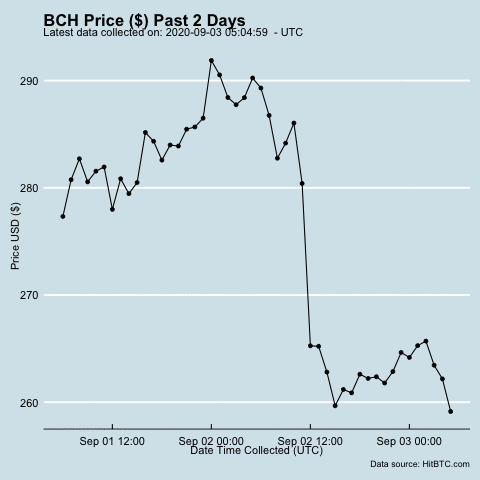 BCH Price ($) Past 2 Days
Latest data collected on: 2020-09-03 05:04:59  - UTC
290
280
270
260
Price USD ($)
Sep 01 12:00
Sep 02 00:00
Sep 02 12:00
Sep 03 00:00
Date Time Collected (UTC)
Data source: HitBTC.com